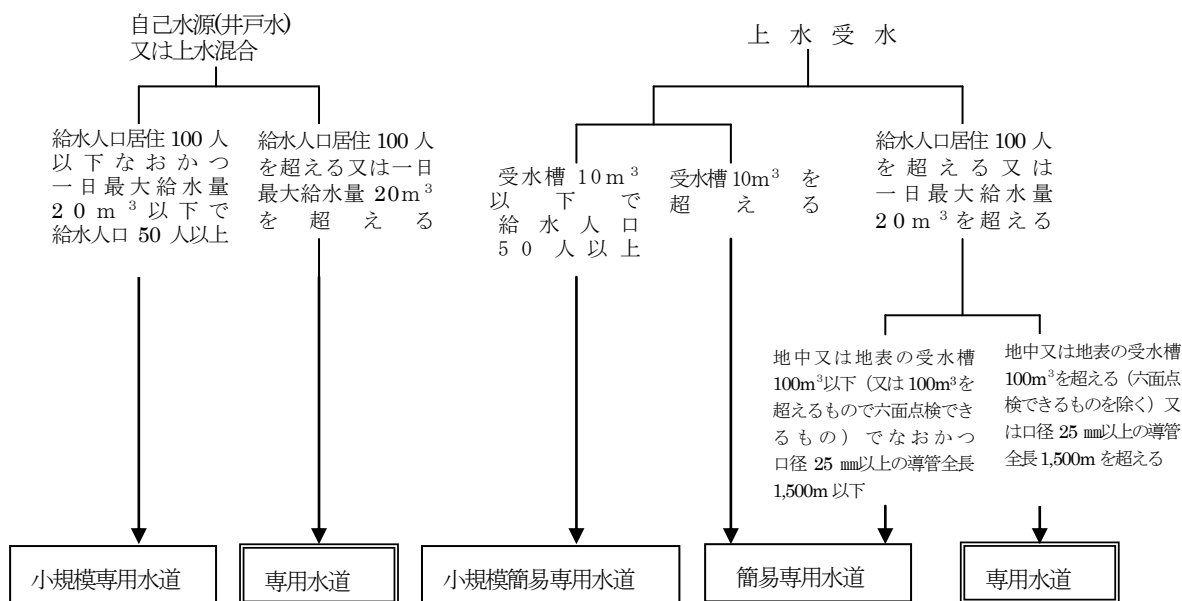 自己水源(井戸水)
又は上水混合
上水受水
給水人口居住 100 人
以下なおかつ
一日最大給水量
20m³以下で
給水人口 50 人以上
給水人口居住 100 人
を超える又は一日
最大給水量 20m³
を超える
受水槽 10m³
以下で
給水人口
50人以上
受水槽10m³ を
超える
給水人口居住 100 人
を超える又は
一日最大給水量
20m³を超える
地中又は地表の受水槽
100m³以下（又は 100m³を
超えるもので六面点検でき
るもの）でなおかつ
口径 25 ㎜以上の導管全長
1,500m 以下
地中又は地表の受水槽
100m³を超える（六面点
検できるものを除く）又
は口径 25 ㎜以上の導管
全長 1,500m を超える
小規模専用水道
専用水道
小規模簡易専用水道
簡易専用水道
専用水道